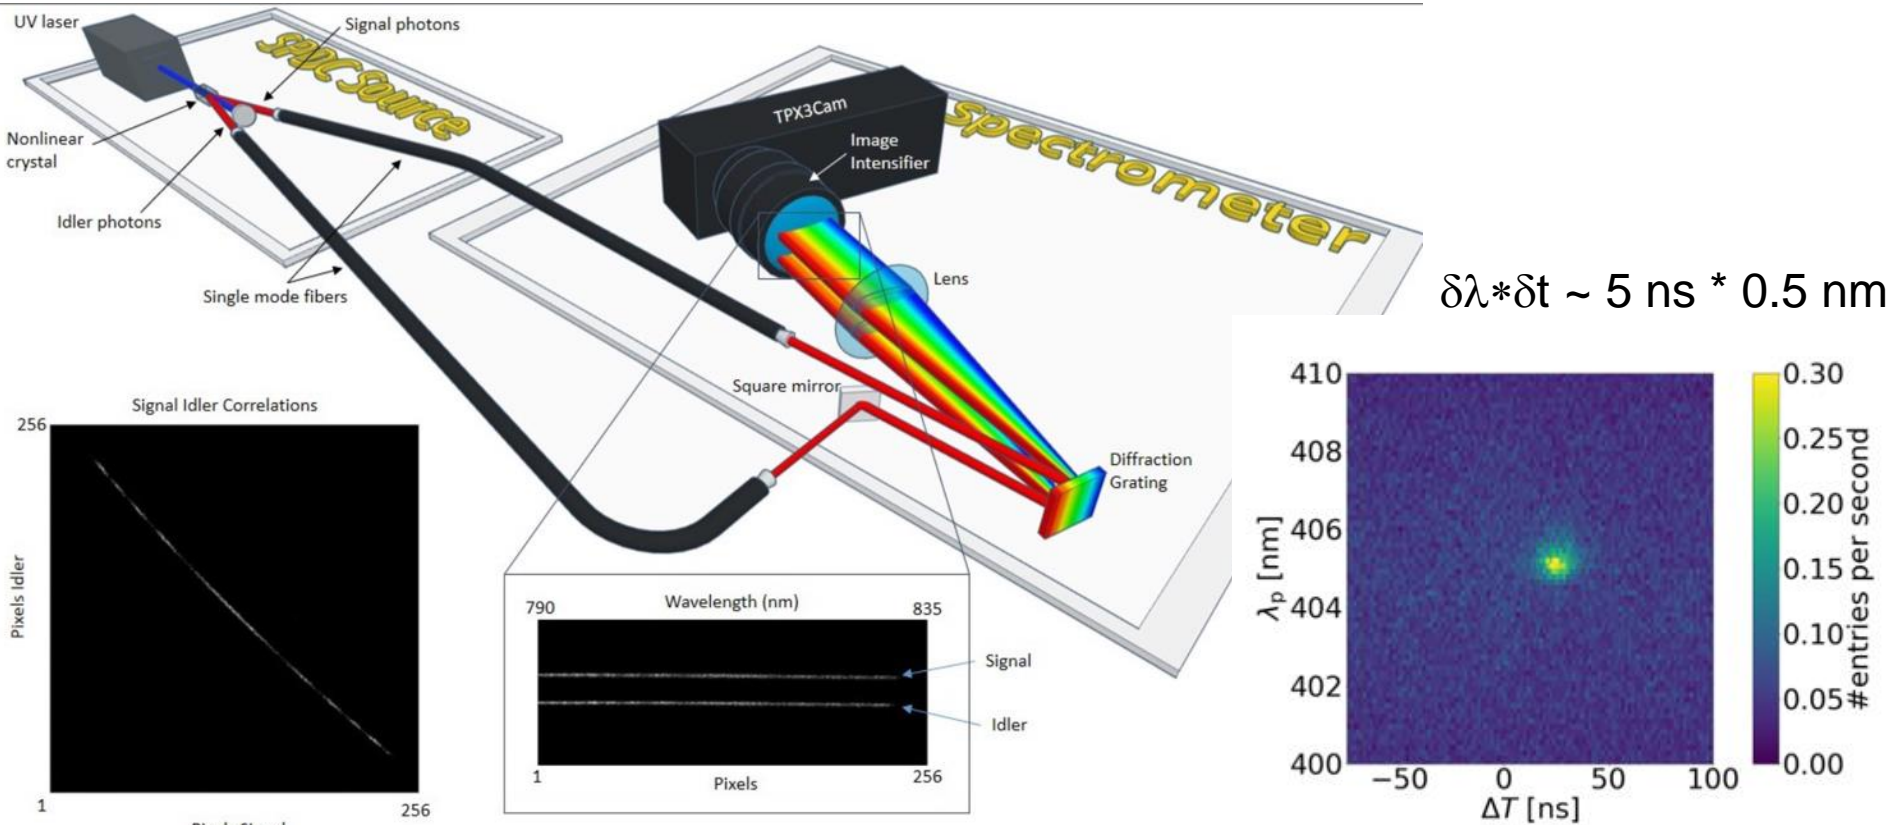 UV laser
Signal photons
SPDC Source
Nonlinear
crystal
Idler photons
Single mode fibers
TPX3Cam
Image
Intensifier
Spectrometer
Lens
Square mirror
Diffraction
Grating
δλ*δt ~ 5 ns * 0.5 nm
Signal Idler Correlations
256
Pixels Idler
1
256
Wavelength (nm)
790
835
Signal
Idler
1
Pixels
256
410
408
406
404
402
400
λp [nm]
−50
0
50
100
ΔT [ns]
0.30
0.25
0.20
0.15
0.10
0.05
0.00
#entries per second